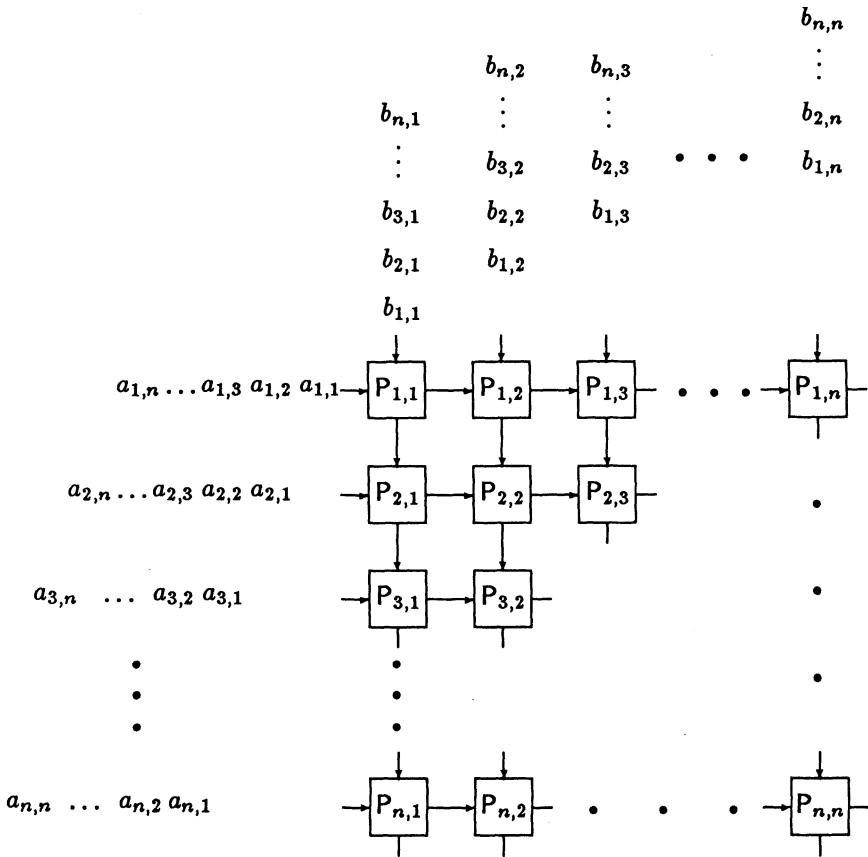 b_{n,n}
b_{n,2} b_{n,3} ⋮
b_{n,1} ⋮ ⋮ b_{2,n}
⋮ b_{3,2} b_{2,3} • • • b_{1,n}
b_{3,1} b_{2,2} b_{1,3}
b_{2,1} b_{1,2}
b_{1,1}
a_{1,n} ... a_{1,3} a_{1,2} a_{1,1} P_{1,1} P_{1,2} P_{1,3} • • • P_{1,n}
a_{2,n} ... a_{2,3} a_{2,2} a_{2,1} P_{2,1} P_{2,2} P_{2,3}
a_{3,n} ... a_{3,2} a_{3,1} P_{3,1} P_{3,2}
a_{n,n} ... a_{n,2} a_{n,1} P_{n,1} P_{n,2} • • • P_{n,n}